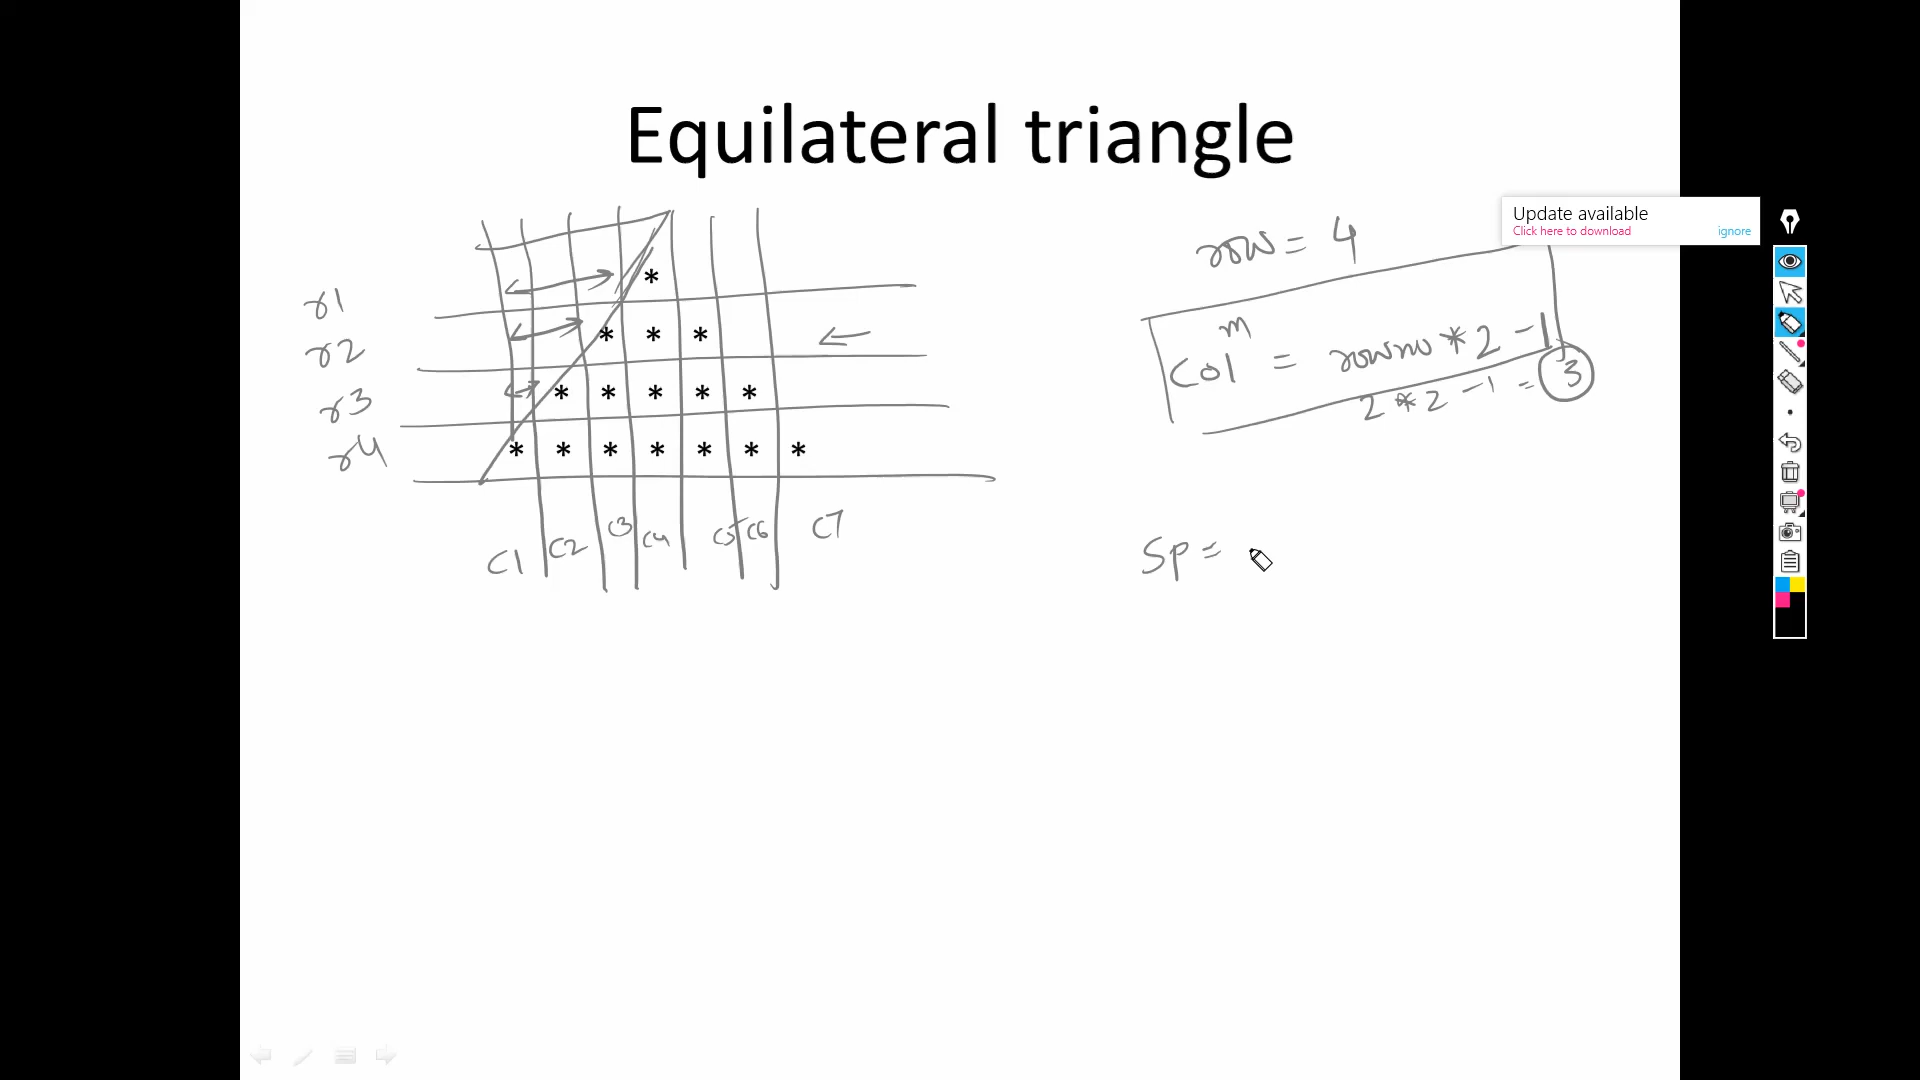 Equilateral triangle
Update available
Click here to download
ignore
row = 4
m
Col = rowno * 2 - 1
2 * 2 - 1 = 3
r1 *
r2 * * *
r3 * * * * *
r4 * * * * * * *
C1 C2 C3 C4 C5 C6 C7
Sp =